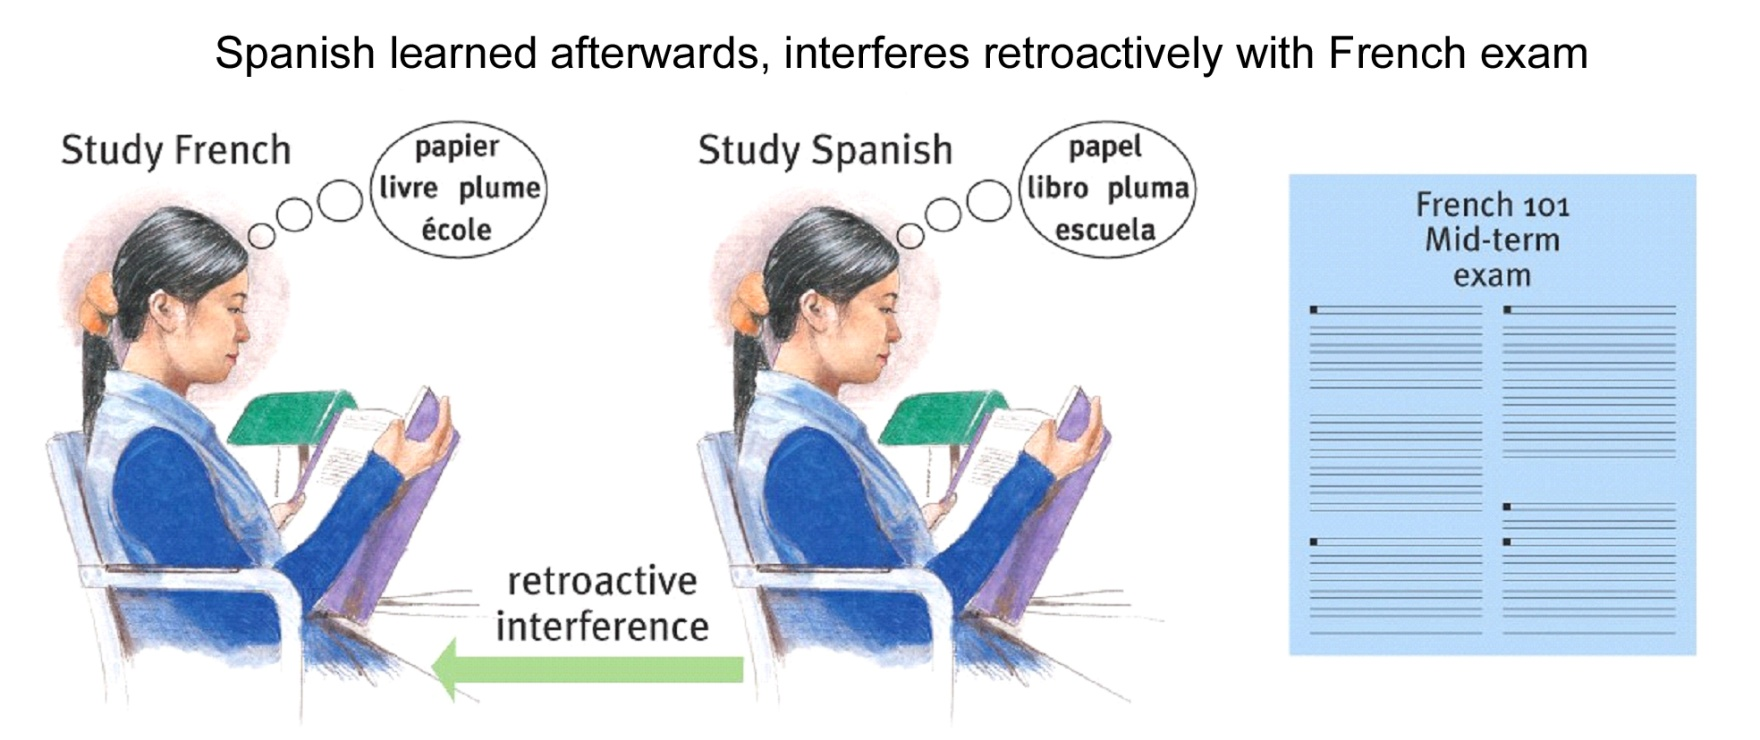 Spanish learned afterwards, interferes retroactively with French exam
Study French
papier
livre plume
école
Study Spanish
papel
libro pluma
escuela
French 101
Mid-term
exam
retroactive
interference